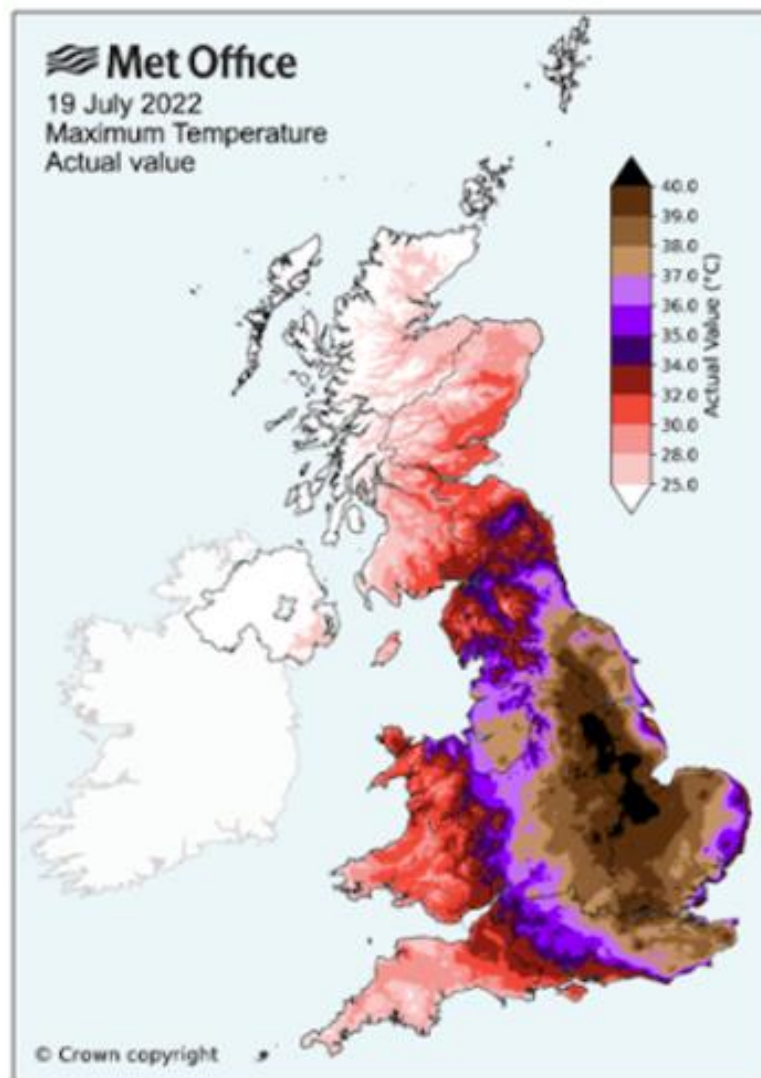 Met Office
19 July 2022
Maximum Temperature
Actual value
40.0
39.0
38.0
37.0
36.0
35.0
34.0
32.0
30.0
28.0
25.0
Actual Value (°C)
© Crown copyright